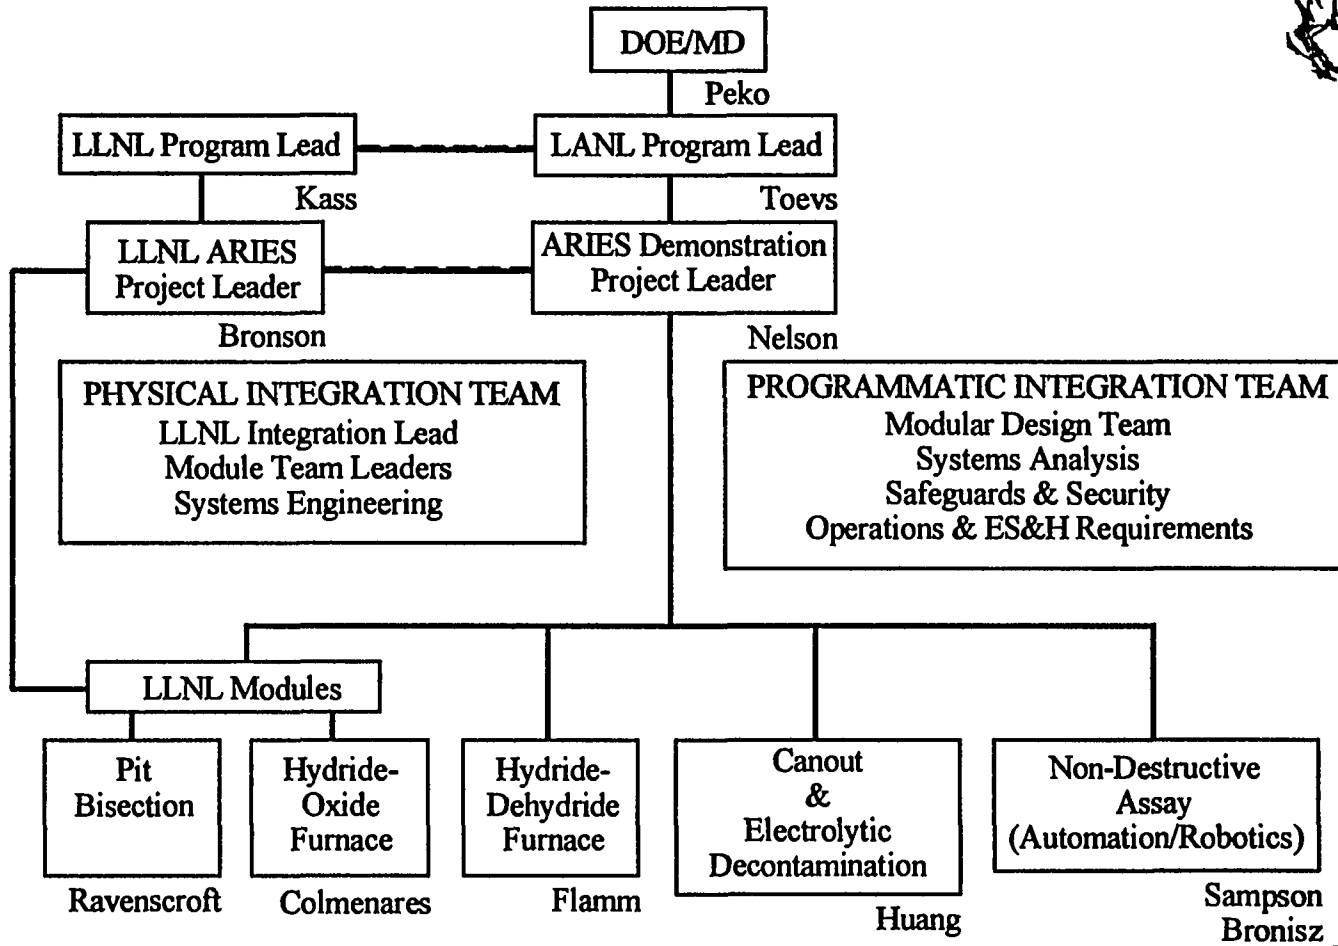 DOE/MD
Peko
LLNL Program Lead
LANL Program Lead
Kass
Toevs
LLNL ARIES
Project Leader
ARIES Demonstration
Project Leader
Bronson
Nelson
PHYSICAL INTEGRATION TEAM
LLNL Integration Lead
Module Team Leaders
Systems Engineering
PROGRAMMATIC INTEGRATION TEAM
Modular Design Team
Systems Analysis
Safeguards & Security
Operations & ES&H Requirements
LLNL Modules
Pit
Bisection
Ravenscroft
Hydride-
Oxide
Furnace
Colmenares
Hydride-
Dehydride
Furnace
Flamm
Canout
&
Electrolytic
Decontamination
Huang
Non-Destructive
Assay
(Automation/Robotics)
Sampson
Bronisz